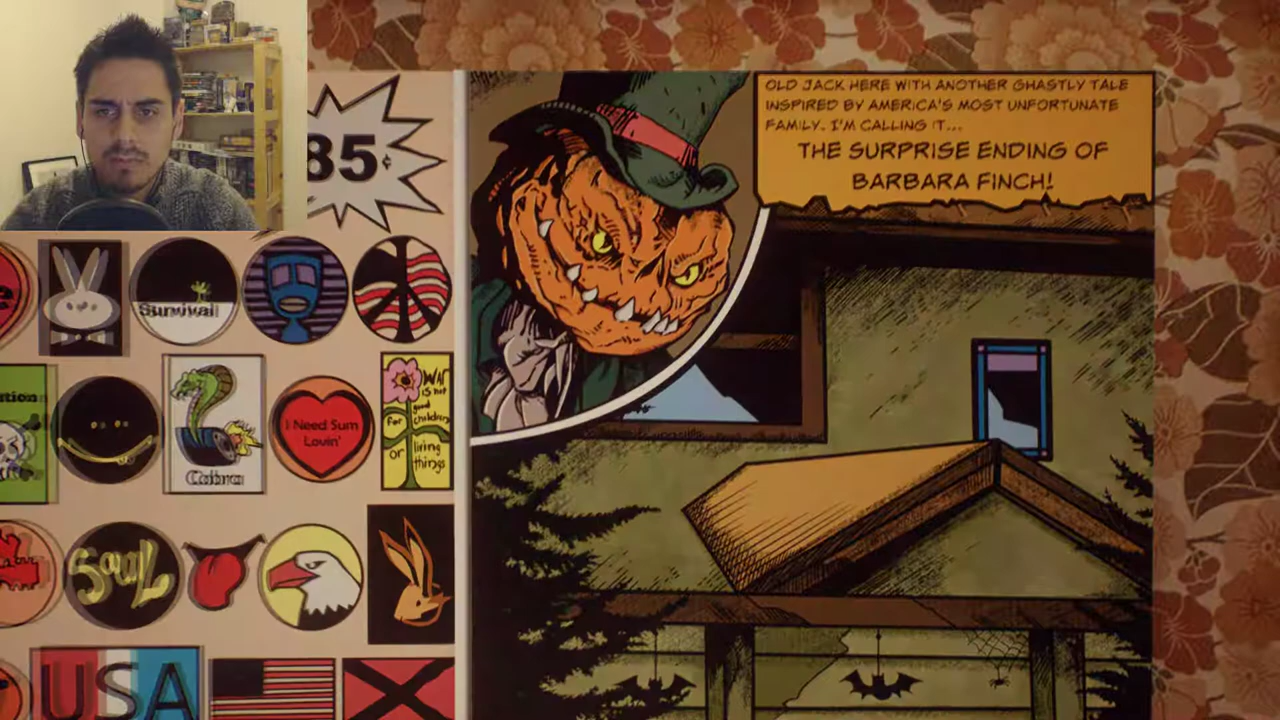 85¢
OLD JACK HERE WITH ANOTHER GHASTLY TALE
INSPIRED BY AMERICA'S MOST UNFORTUNATE
FAMILY. I'M CALLING IT...
THE SURPRISE ENDING OF
BARBARA FINCH!
Survival
I Need Sum
Lovin'
WAR
is not
good
for children
or living
things
Cobra
SOUL
USA